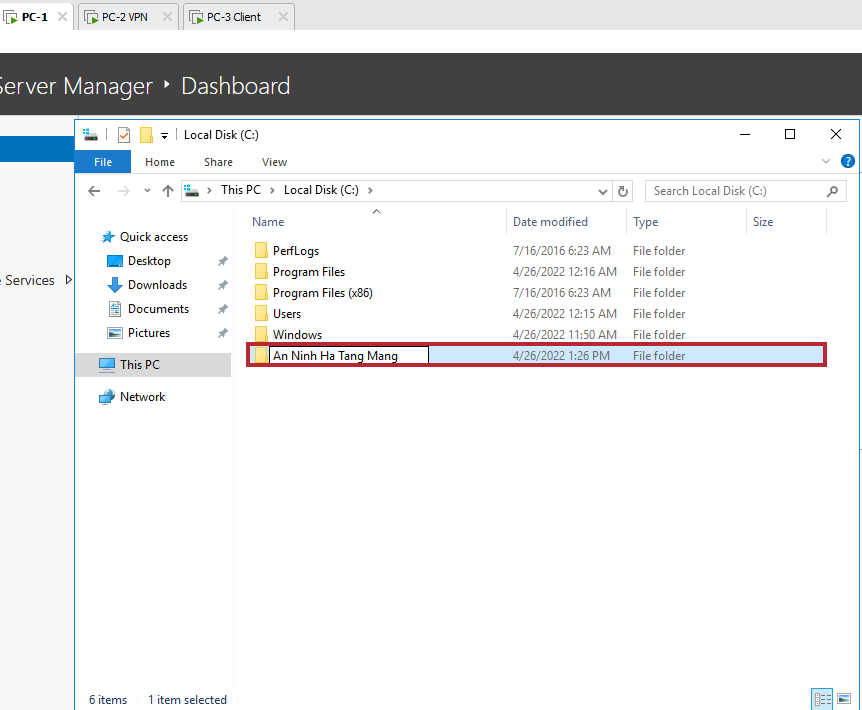 PC-1 PC-2 VPN PC-3 Client
Server Manager Dashboard
Local Disk (C:)
File Home Share View
This PC Local Disk (C:) Search Local Disk (C:)
Name Date modified Type Size
Quick access
Desktop
Downloads
Documents
Pictures
This PC
Network
Services
PerfLogs 7/16/2016 6:23 AM File folder
Program Files 4/26/2022 12:16 AM File folder
Program Files (x86) 7/16/2016 6:23 AM File folder
Users 4/26/2022 12:15 AM File folder
Windows 4/26/2022 11:50 AM File folder
An Ninh Ha Tang Mang 4/26/2022 1:26 PM File folder
6 items 1 item selected